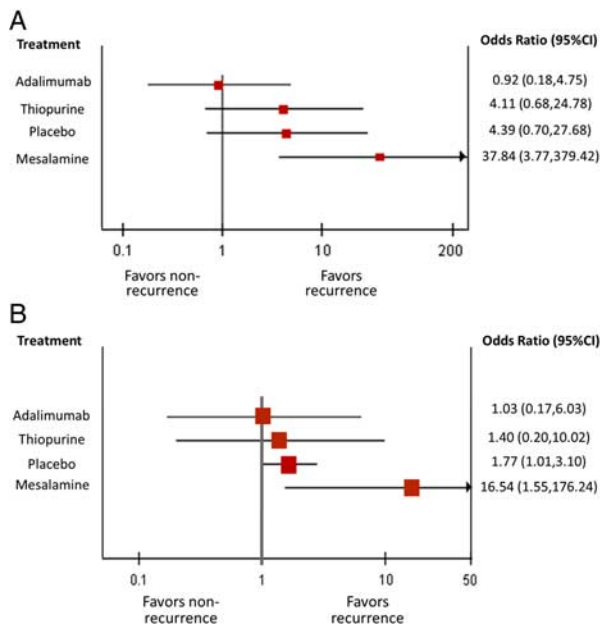 A
Treatment Odds Ratio (95%CI)
Adalimumab 0.92 (0.18,4.75)
Thiopurine 4.11 (0.68,24.78)
Placebo 4.39 (0.70,27.68)
Mesalamine 37.84 (3.77,379.42)
0.1 1 10 200
Favors non- Favors
recurrence recurrence
B
Treatment Odds Ratio (95%CI)
Adalimumab 1.03 (0.17,6.03)
Thiopurine 1.40 (0.20,10.02)
Placebo 1.77 (1.01,3.10)
Mesalamine 16.54 (1.55,176.24)
0.1 1 10 50
Favors non- Favors
recurrence recurrence